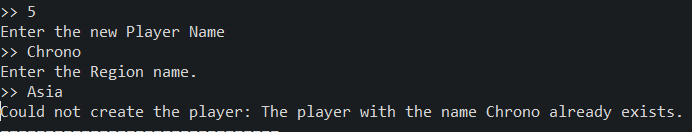 >> 5
Enter the new Player Name
>> Chrono
Enter the Region name.
>> Asia
Could not create the player: The player with the name Chrono already exists.
-------------------------------